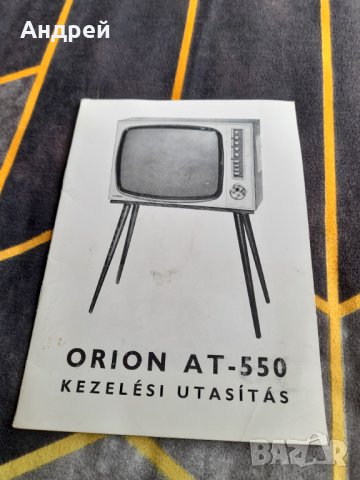 Андрей
ORION AT-550
KEZELÉSI UTASÍTÁS
BAZAR